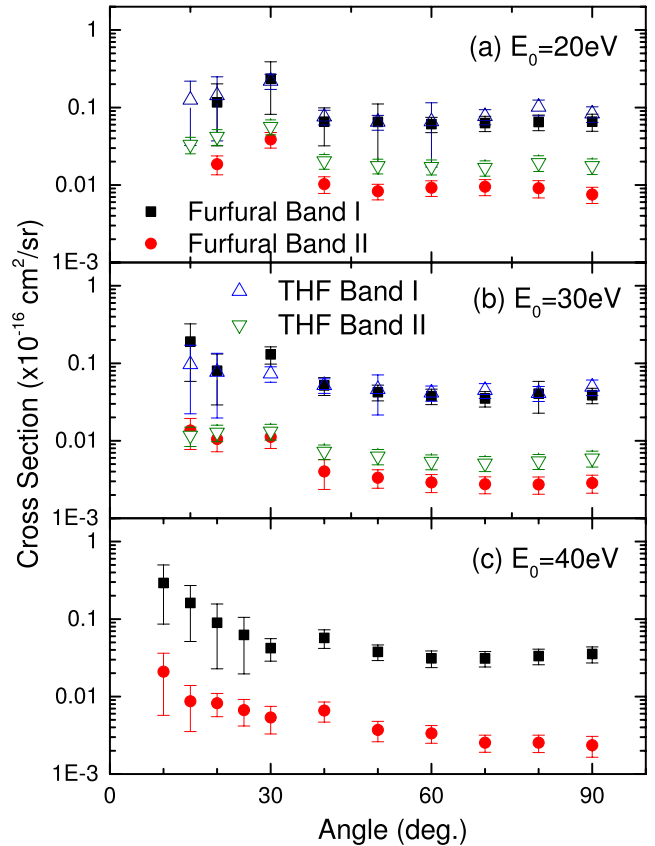 (a) E₀=20eV
1
0.1
0.01
1E-3
Furfural Band I
Furfural Band II
THF Band I
THF Band II
(b) E₀=30eV
1
0.1
0.01
1E-3
(c) E₀=40eV
1
0.1
0.01
1E-3
0 30 60 90
Angle (deg.)
Cross Section (x10⁻¹⁶ cm²/sr)